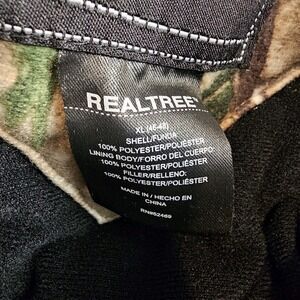 REALTREE
XL (46-48)
SHELL/FUNDA
100% POLYESTER/POLIÉSTER
LINING BODY/FORRO DEL CUERPO:
100% POLYESTER/POLIÉSTER
FILLER/RELLENO:
100% POLYESTER/POLIÉSTER
MADE IN / HECHO EN
CHINA
RN952469